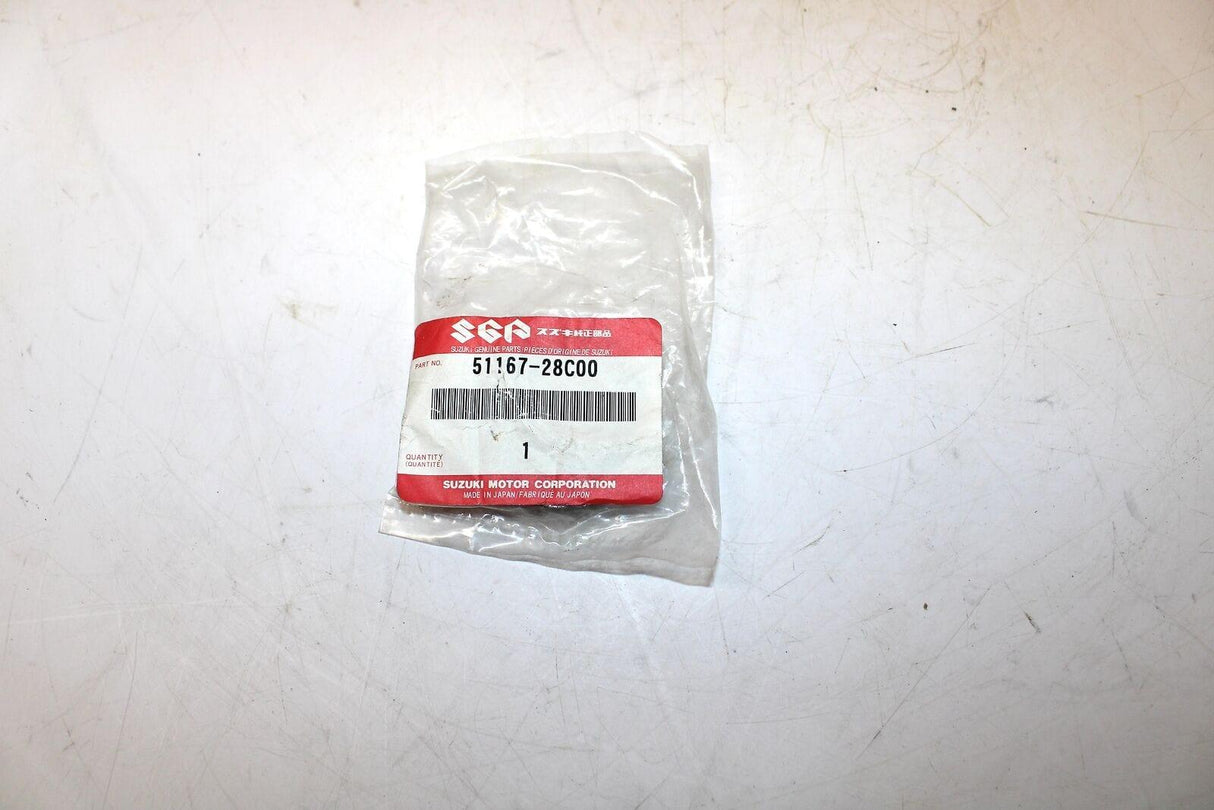 SGP スズキ純正部品
SUZUKI GENUINE PARTS/PIECES D'ORIGINE DE SUZUKI
PART NO. 51167-28C00
QUANTITY 1
(QUANTITÉ)
SUZUKI MOTOR CORPORATION
MADE IN JAPAN/FABRIQUE AU JAPON